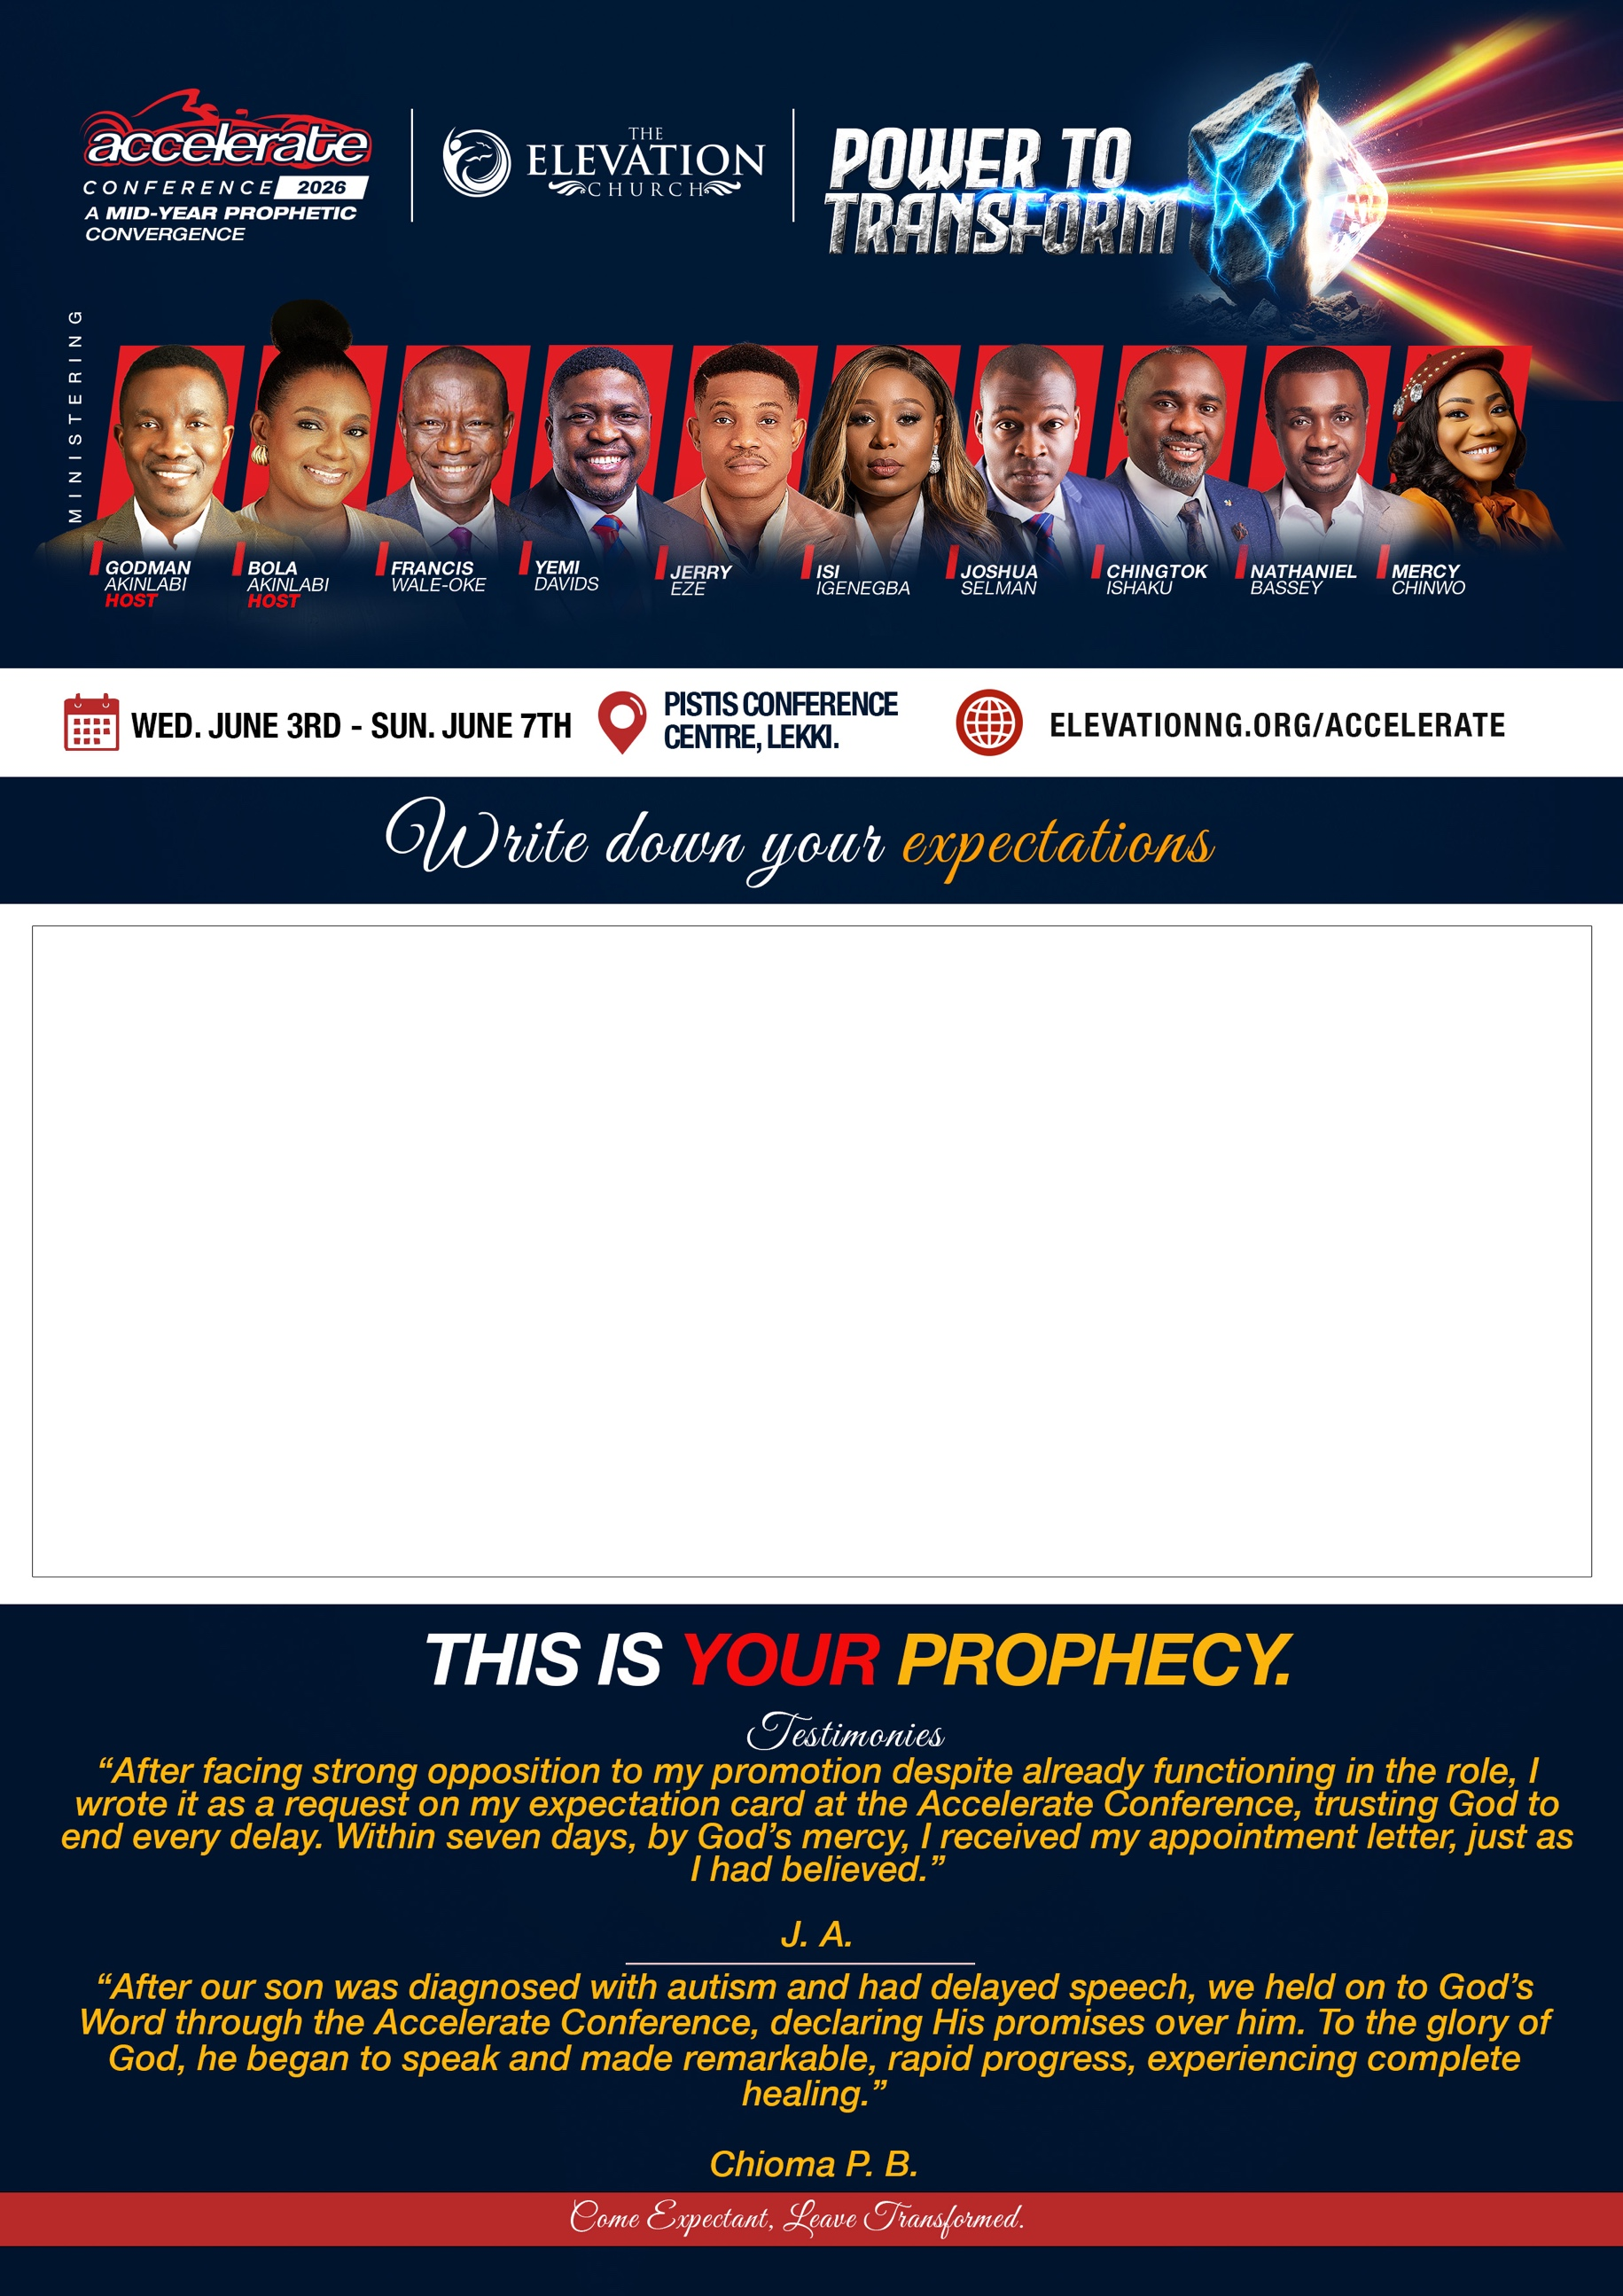 accelerate
CONFERENCE 2026
A MID-YEAR PROPHETIC
CONVERGENCE
THE
ELEVATION
CHURCH
POWER TO
TRANSFORM
MINISTERING
GODMAN
AKINLABI
HOST
BOLA
AKINLABI
HOST
FRANCIS
WALE-OKE
YEMI
DAVIDS
JERRY
EZE
ISI
IGENEGBA
JOSHUA
SELMAN
CHINGTOK
ISHAKU
NATHANIEL
BASSEY
MERCY
CHINWO
WED. JUNE 3RD - SUN. JUNE 7TH
PISTIS CONFERENCE
CENTRE, LEKKI.
ELEVATIONNG.ORG/ACCELERATE
Write down your expectations
THIS IS YOUR PROPHECY.
Testimonies
“After facing strong opposition to my promotion despite already functioning in the role, I
wrote it as a request on my expectation card at the Accelerate Conference, trusting God to
end every delay. Within seven days, by God’s mercy, I received my appointment letter, just as
I had believed.”
J. A.
“After our son was diagnosed with autism and had delayed speech, we held on to God’s
Word through the Accelerate Conference, declaring His promises over him. To the glory of
God, he began to speak and made remarkable, rapid progress, experiencing complete
healing.”
Chioma P. B.
Come Expectant, Leave Transformed.